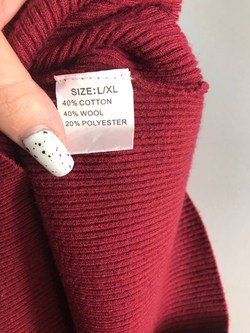 SIZE:L/XL
40% COTTON
40% WOOL
20% POLYESTER